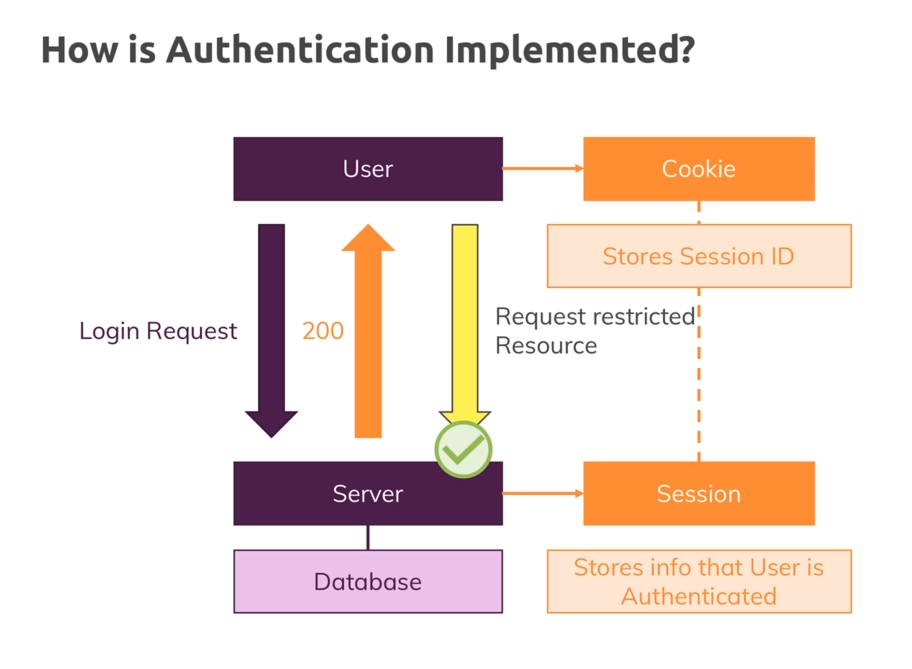 How is Authentication Implemented?
User
Cookie
Stores Session ID
Login Request
200
Request restricted
Resource
Server
Session
Database
Stores info that User is
Authenticated